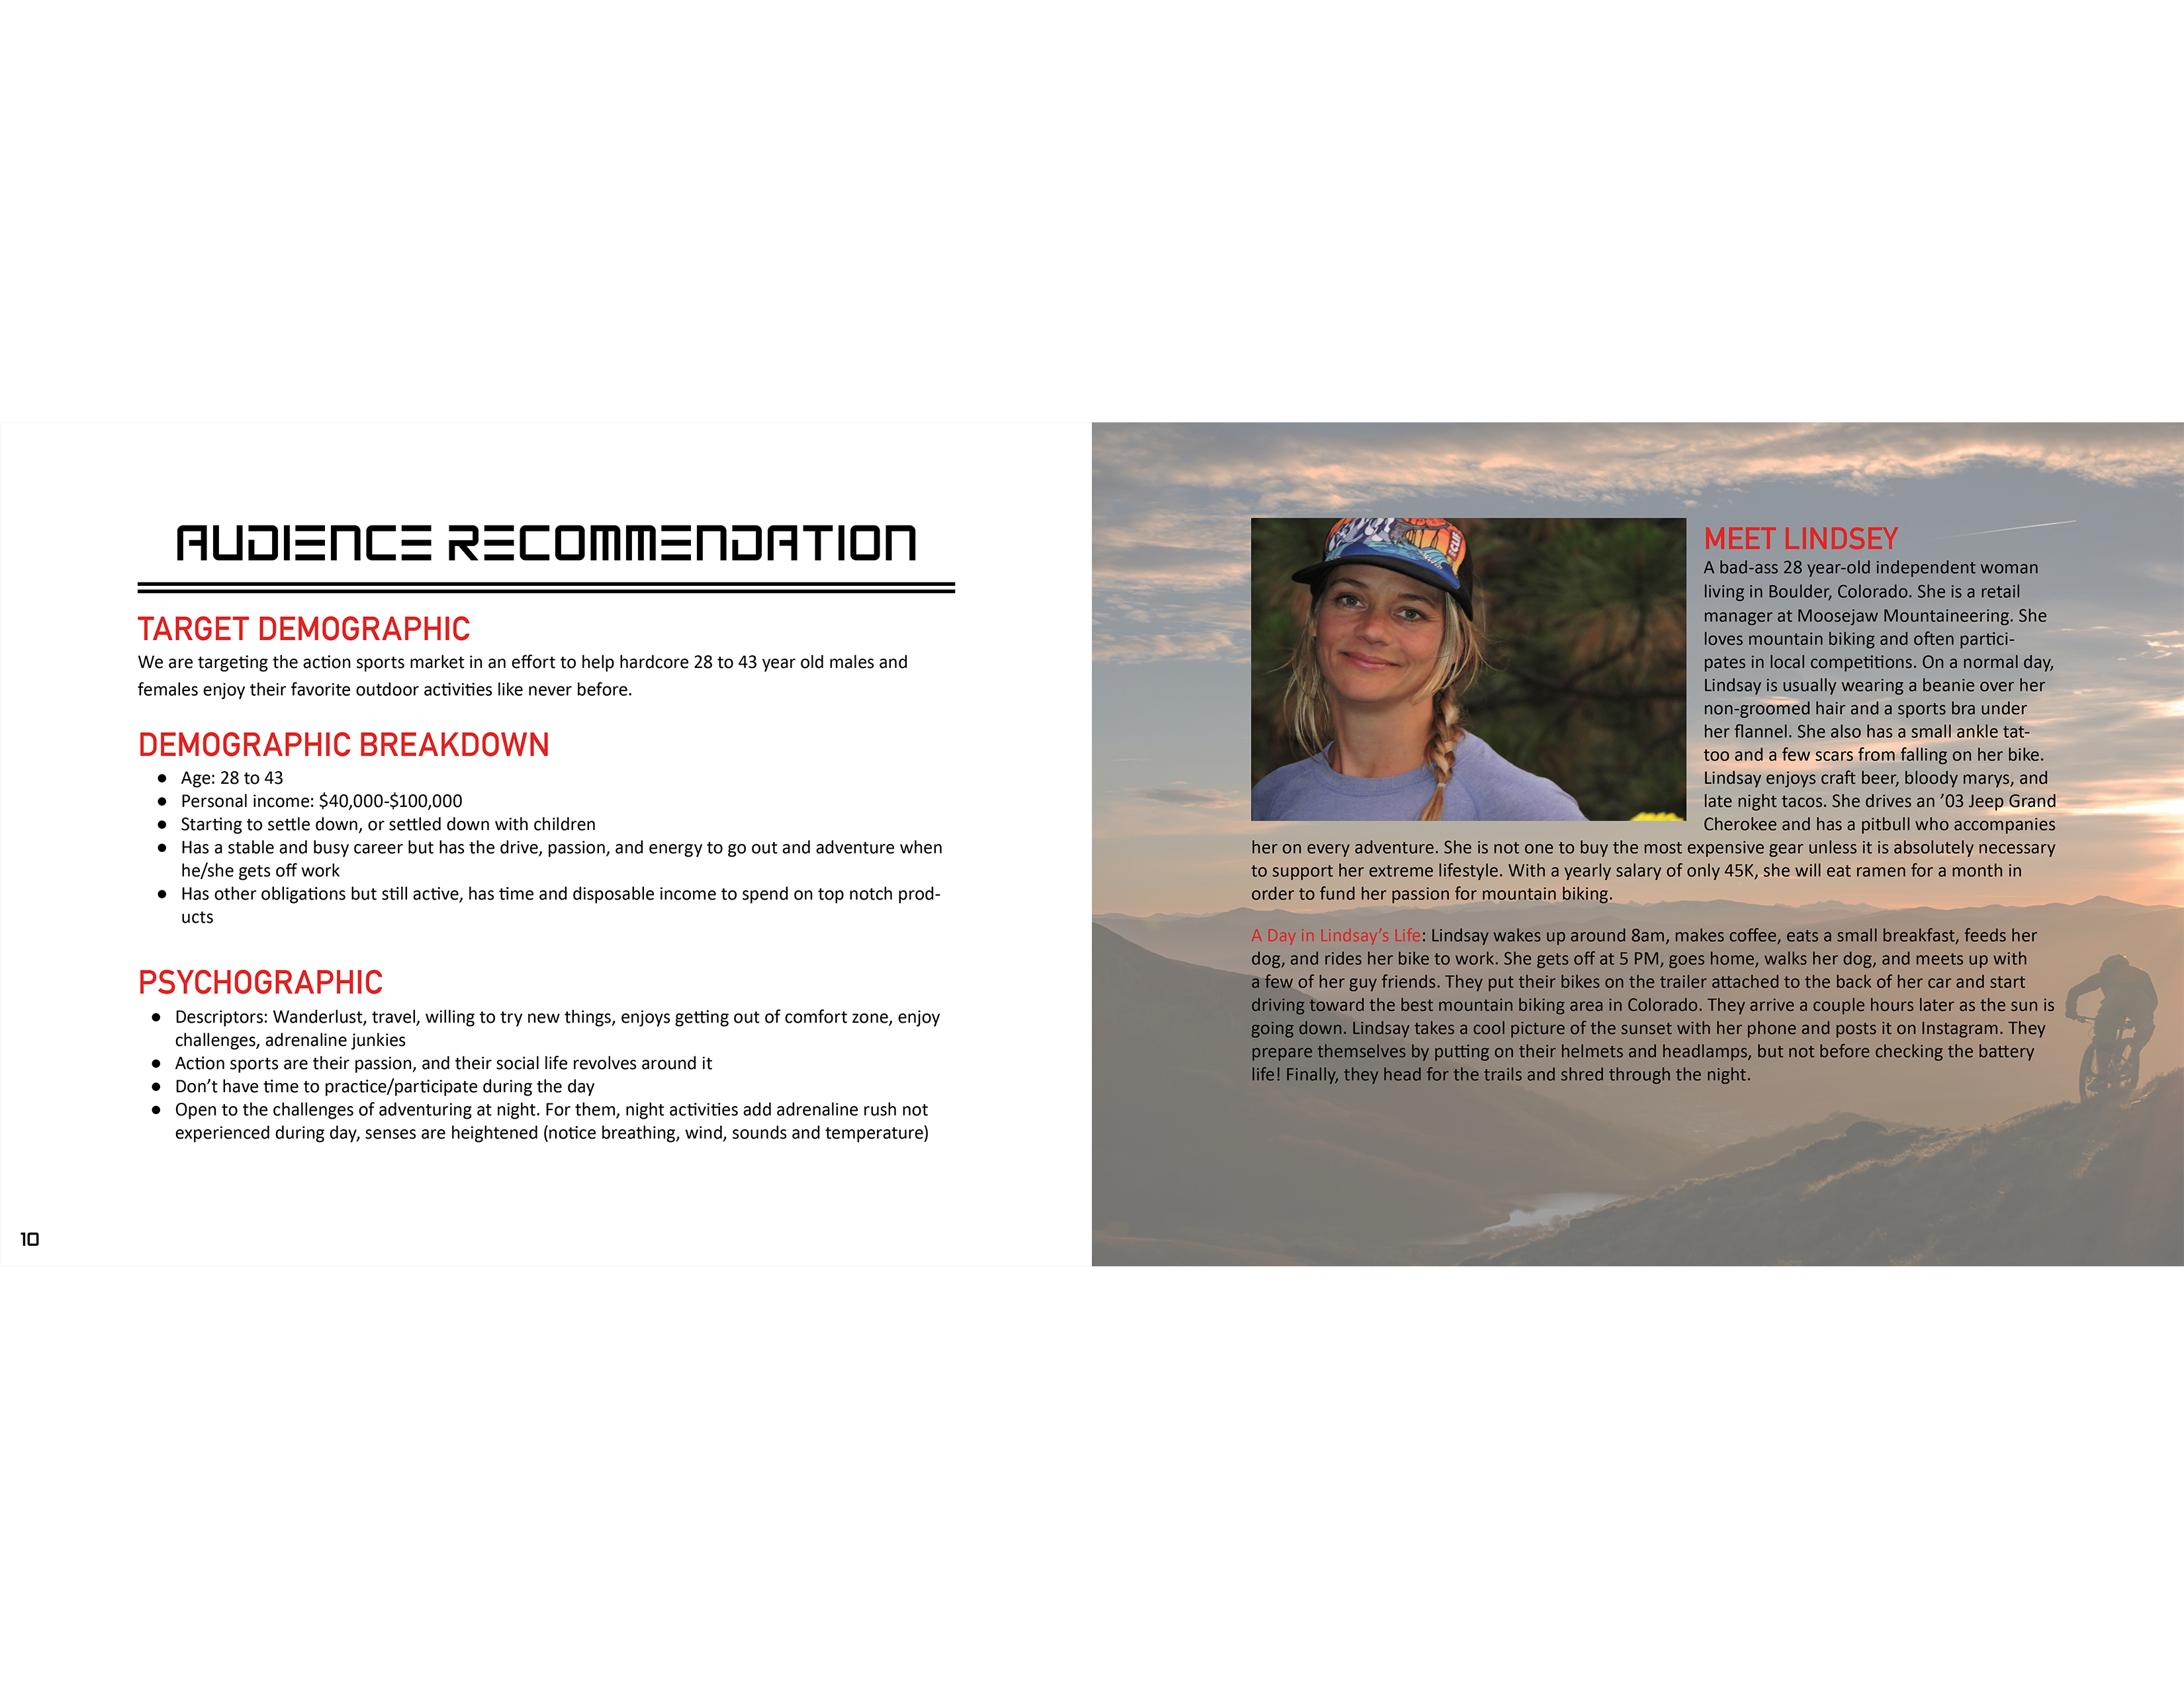 AUDIENCE RECOMMENDATION
TARGET DEMOGRAPHIC
We are targeting the action sports market in an effort to help hardcore 28 to 43 year old males and
females enjoy their favorite outdoor activities like never before.
DEMOGRAPHIC BREAKDOWN
● Age: 28 to 43
● Personal income: $40,000-$100,000
● Starting to settle down, or settled down with children
● Has a stable and busy career but has the drive, passion, and energy to go out and adventure when
he/she gets off work
● Has other obligations but still active, has time and disposable income to spend on top notch prod-
ucts
PSYCHOGRAPHIC
● Descriptors: Wanderlust, travel, willing to try new things, enjoys getting out of comfort zone, enjoy
challenges, adrenaline junkies
● Action sports are their passion, and their social life revolves around it
● Don’t have time to practice/participate during the day
● Open to the challenges of adventuring at night. For them, night activities add adrenaline rush not
experienced during day, senses are heightened (notice breathing, wind, sounds and temperature)
10
MEET LINDSEY
A bad-ass 28 year-old independent woman
living in Boulder, Colorado. She is a retail
manager at Moosejaw Mountaineering. She
loves mountain biking and often partici-
pates in local competitions. On a normal day,
Lindsay is usually wearing a beanie over her
non-groomed hair and a sports bra under
her flannel. She also has a small ankle tat-
too and a few scars from falling on her bike.
Lindsay enjoys craft beer, bloody marys, and
late night tacos. She drives an ’03 Jeep Grand
Cherokee and has a pitbull who accompanies
her on every adventure. She is not one to buy the most expensive gear unless it is absolutely necessary
to support her extreme lifestyle. With a yearly salary of only 45K, she will eat ramen for a month in
order to fund her passion for mountain biking.
A Day in Lindsay’s Life: Lindsay wakes up around 8am, makes coffee, eats a small breakfast, feeds her
dog, and rides her bike to work. She gets off at 5 PM, goes home, walks her dog, and meets up with
a few of her guy friends. They put their bikes on the trailer attached to the back of her car and start
driving toward the best mountain biking area in Colorado. They arrive a couple hours later as the sun is
going down. Lindsay takes a cool picture of the sunset with her phone and posts it on Instagram. They
prepare themselves by putting on their helmets and headlamps, but not before checking the battery
life! Finally, they head for the trails and shred through the night.